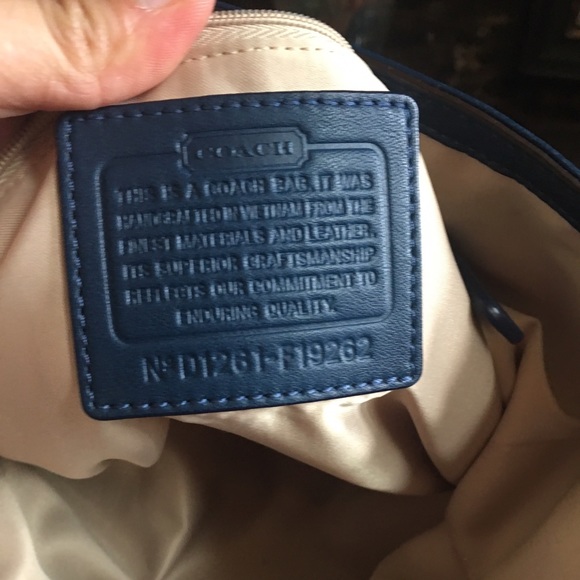 COACH
THIS IS A COACH BAG. IT WAS
HANDCRAFTED IN VIETNAM FROM THE
FINEST MATERIALS AND LEATHER.
ITS SUPERIOR CRAFTSMANSHIP
REFLECTS OUR COMMITMENT TO
ENDURING QUALITY.
Nº D1261-F19262